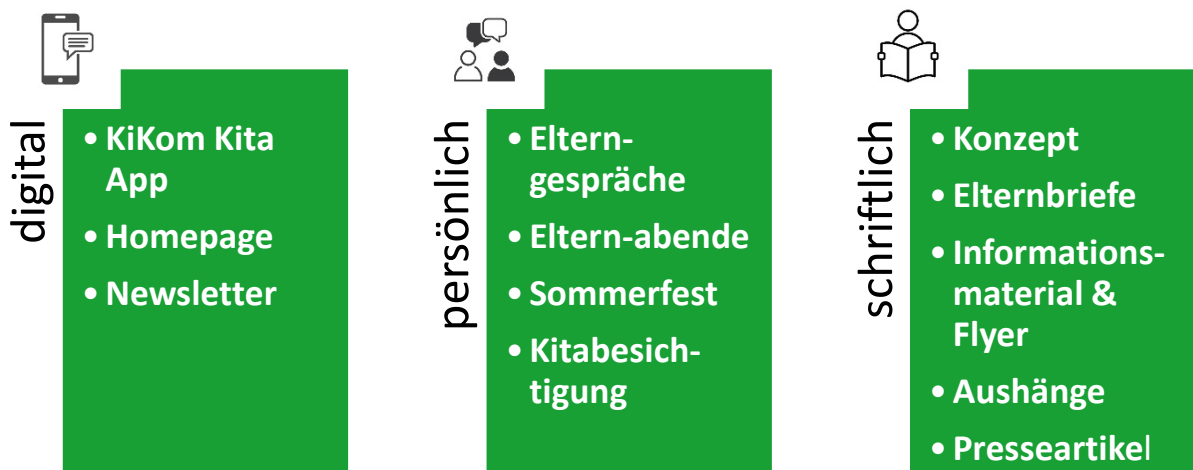 digital
• KiKom Kita
App
• Homepage
• Newsletter
persönlich
• Eltern-
gespräche
• Eltern-abende
• Sommerfest
• Kitabesich-
tigung
schriftlich
• Konzept
• Elternbriefe
• Informations-
material &
Flyer
• Aushänge
• Presseartikel